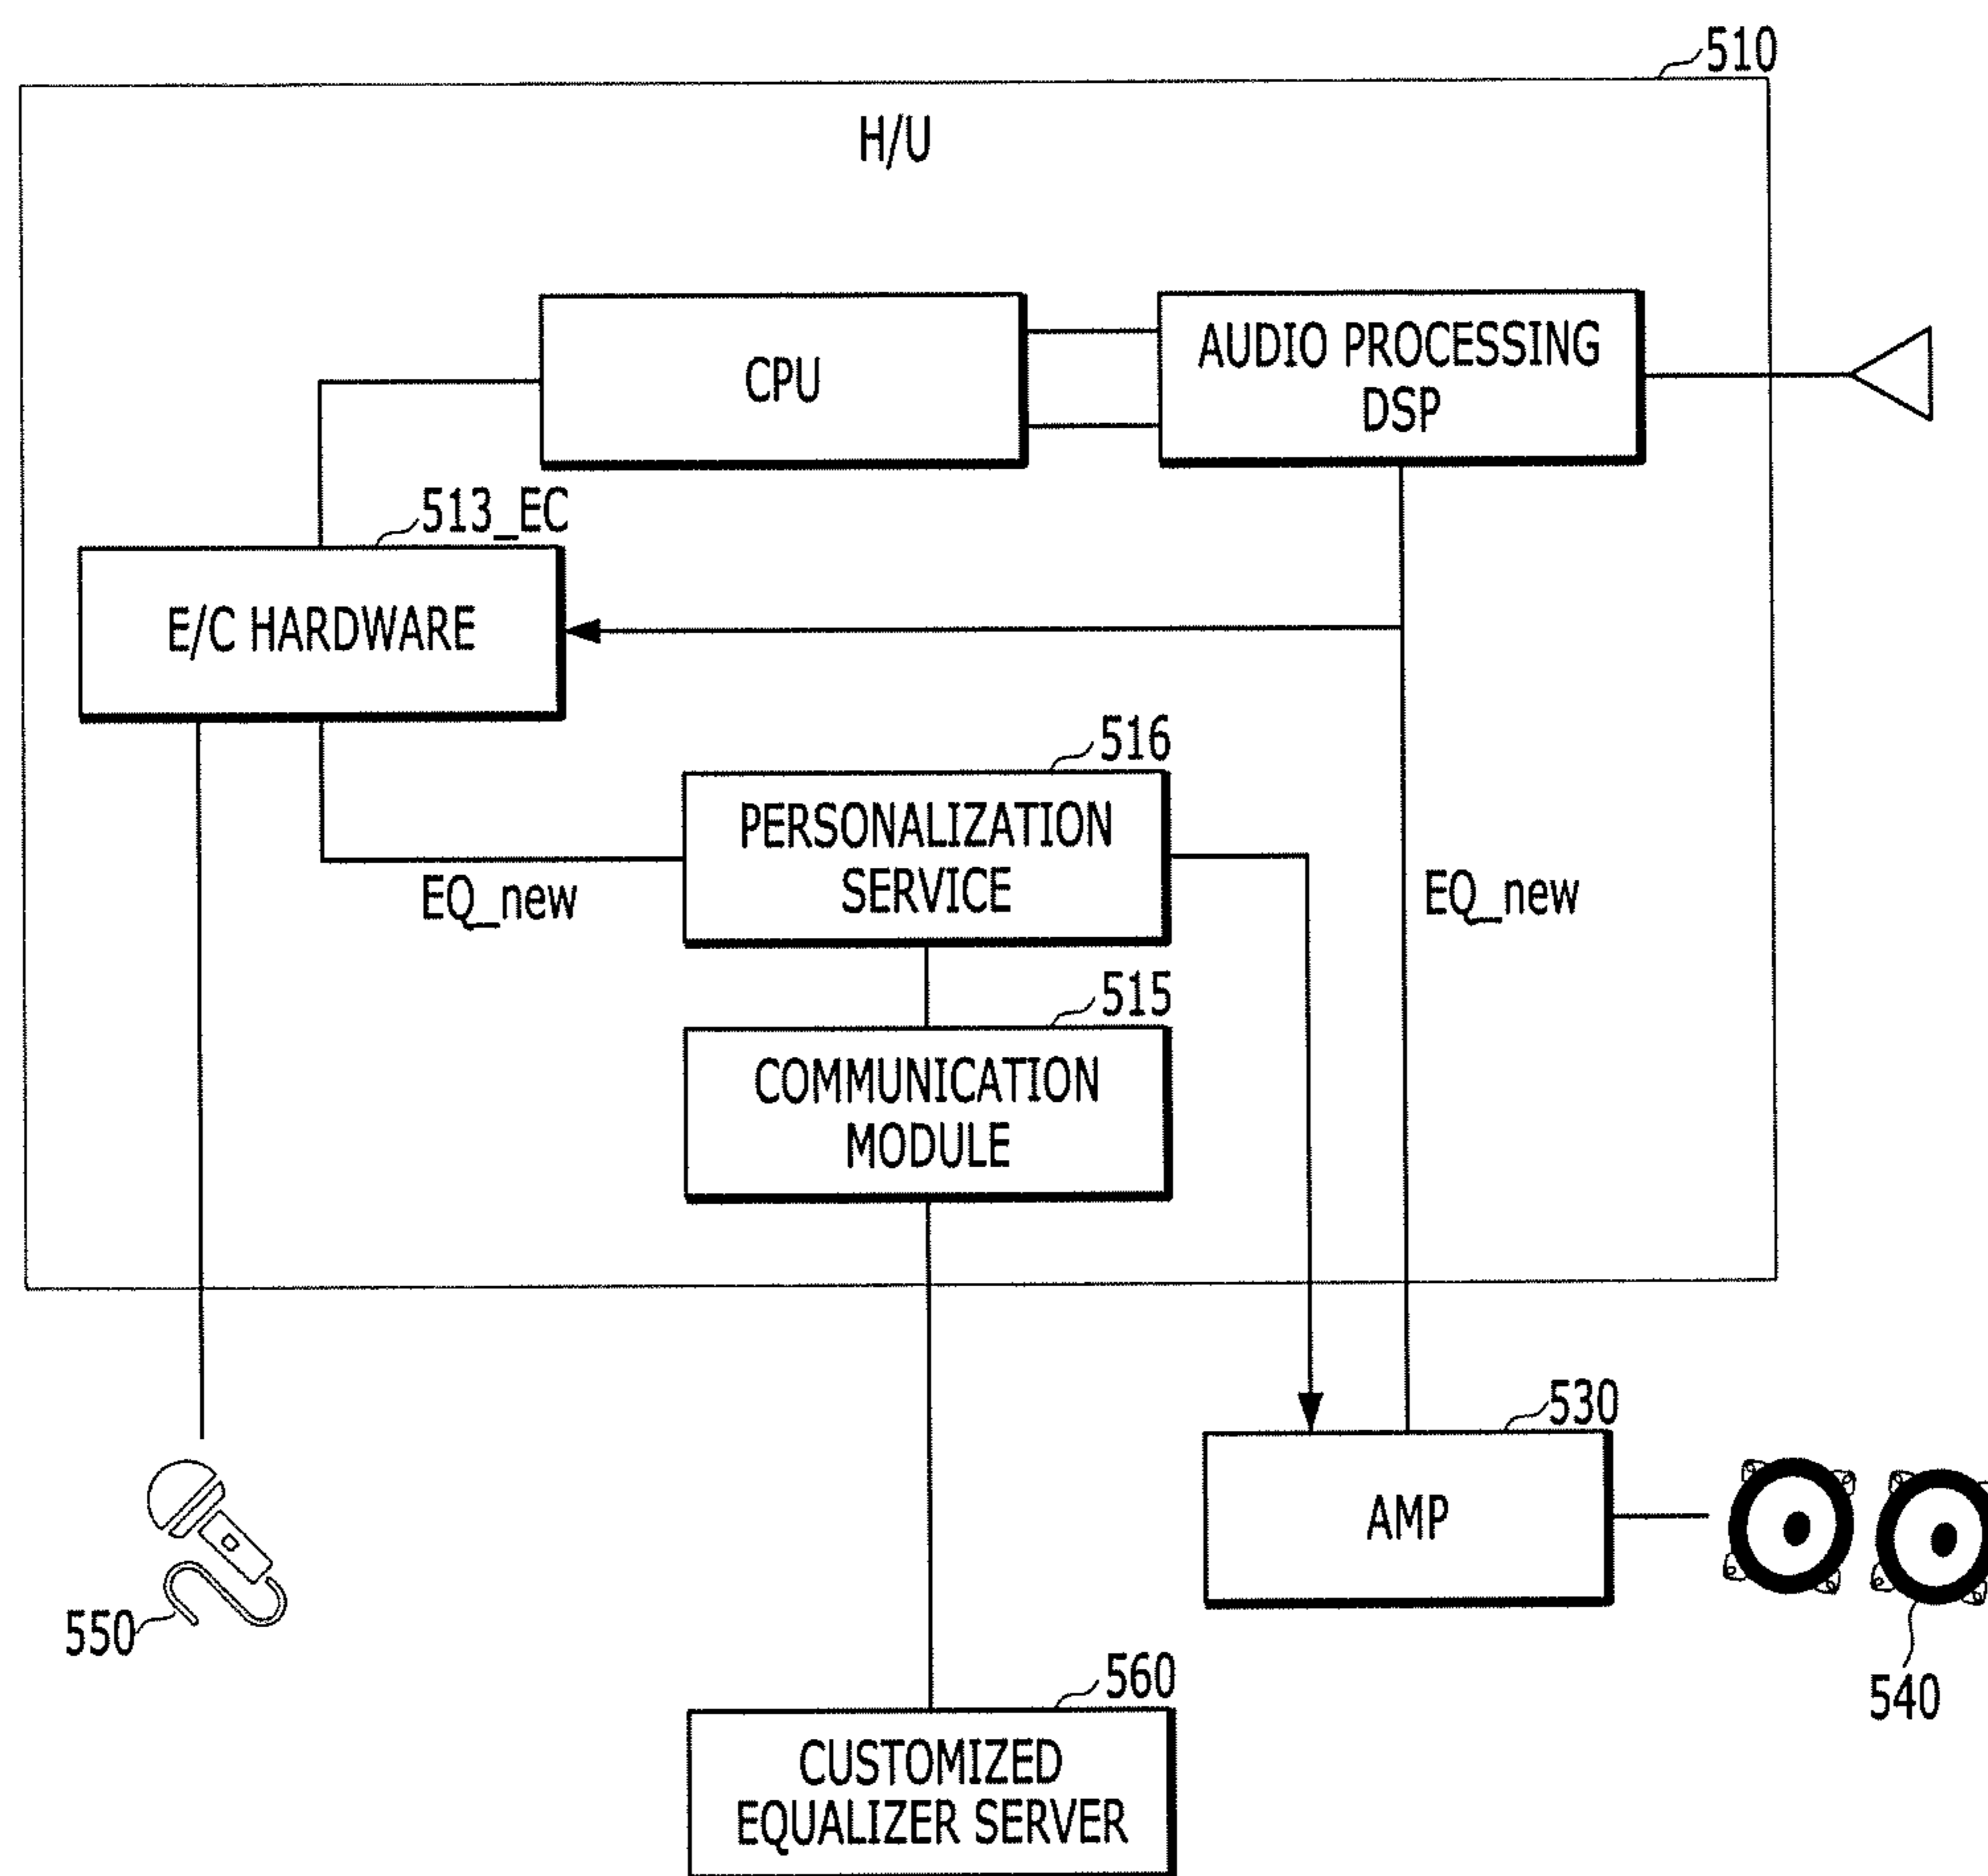 510
H/U
CPU
AUDIO PROCESSING
DSP
513_EC
E/C HARDWARE
516
PERSONALIZATION
SERVICE
EQ_new
EQ_new
515
COMMUNICATION
MODULE
530
AMP
550
540
560
CUSTOMIZED
EQUALIZER SERVER